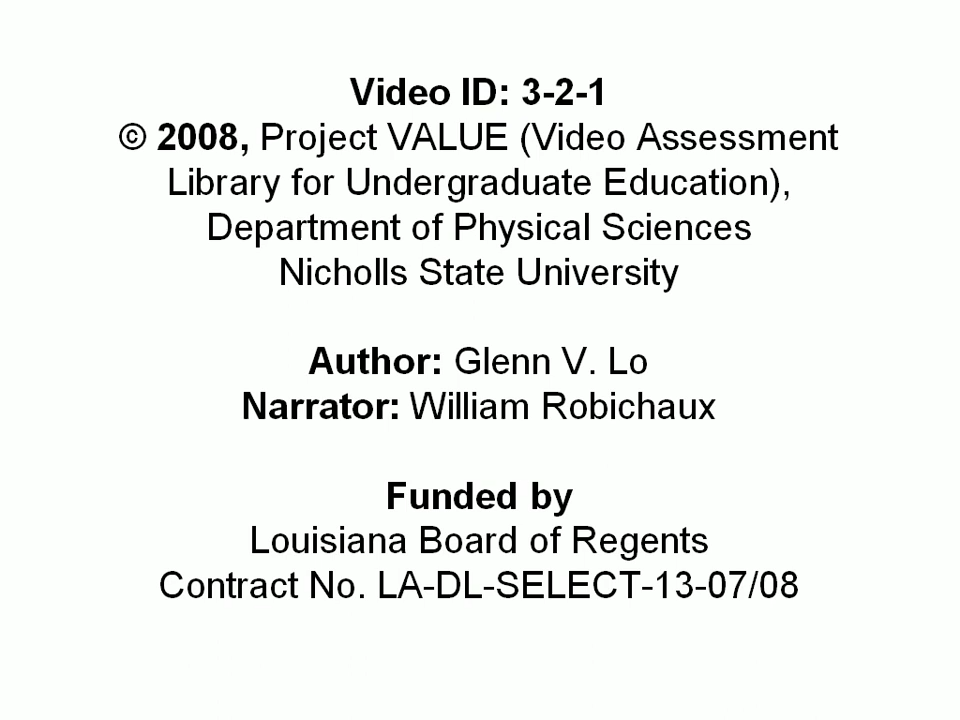 Video ID: 3-2-1
© 2008, Project VALUE (Video Assessment
Library for Undergraduate Education),
Department of Physical Sciences
Nicholls State University
Author: Glenn V. Lo
Narrator: William Robichaux
Funded by
Louisiana Board of Regents
Contract No. LA-DL-SELECT-13-07/08